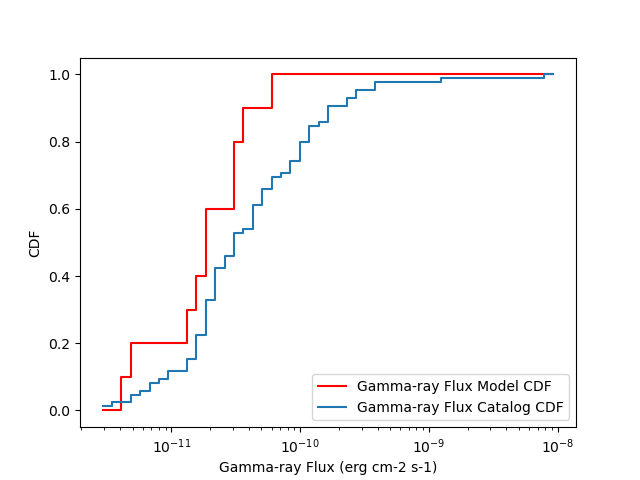 1.0
0.8
0.6
0.4
0.2
0.0
CDF
Gamma-ray Flux Model CDF
Gamma-ray Flux Catalog CDF
10⁻¹¹ 10⁻¹⁰ 10⁻⁹ 10⁻⁸
Gamma-ray Flux (erg cm-2 s-1)